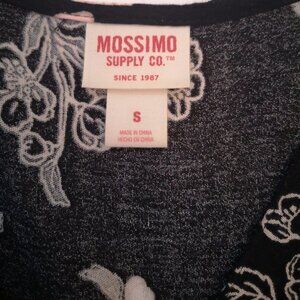 MOSSIMO
SUPPLY CO.™
SINCE 1987
S
MADE IN CHINA
HECHO EN CHINA